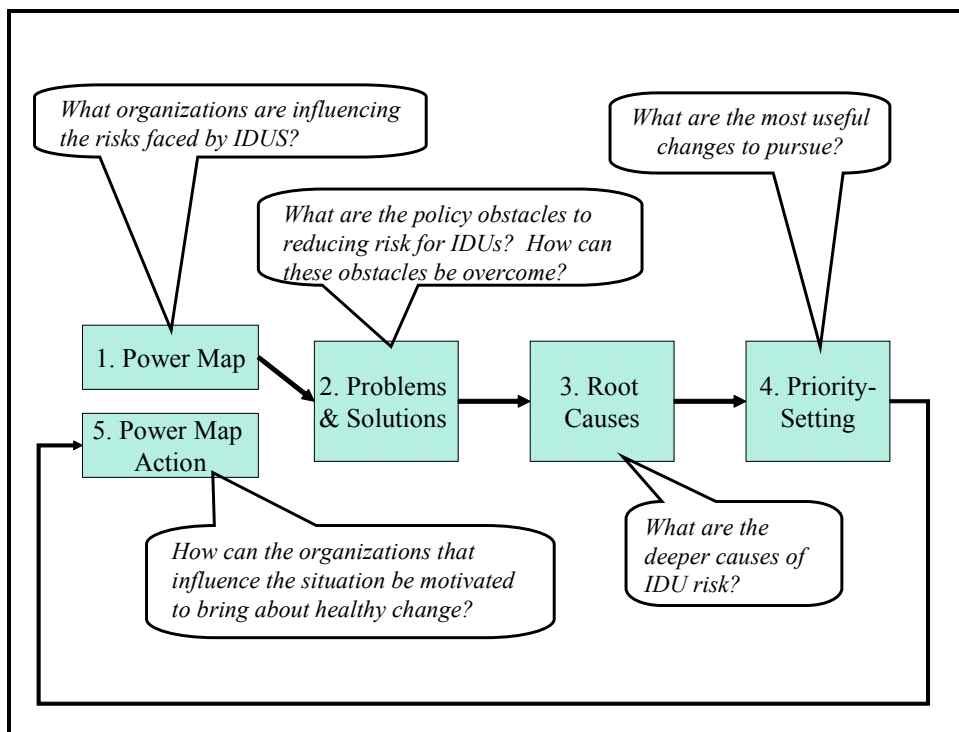 What organizations are influencing
the risks faced by IDUS?
What are the most useful
changes to pursue?
What are the policy obstacles to
reducing risk for IDUs?  How can
these obstacles be overcome?
1. Power Map
2. Problems
& Solutions
3. Root
Causes
4. Priority-
Setting
5. Power Map
Action
How can the organizations that
influence the situation be motivated
to bring about healthy change?
What are the
deeper causes of
IDU risk?